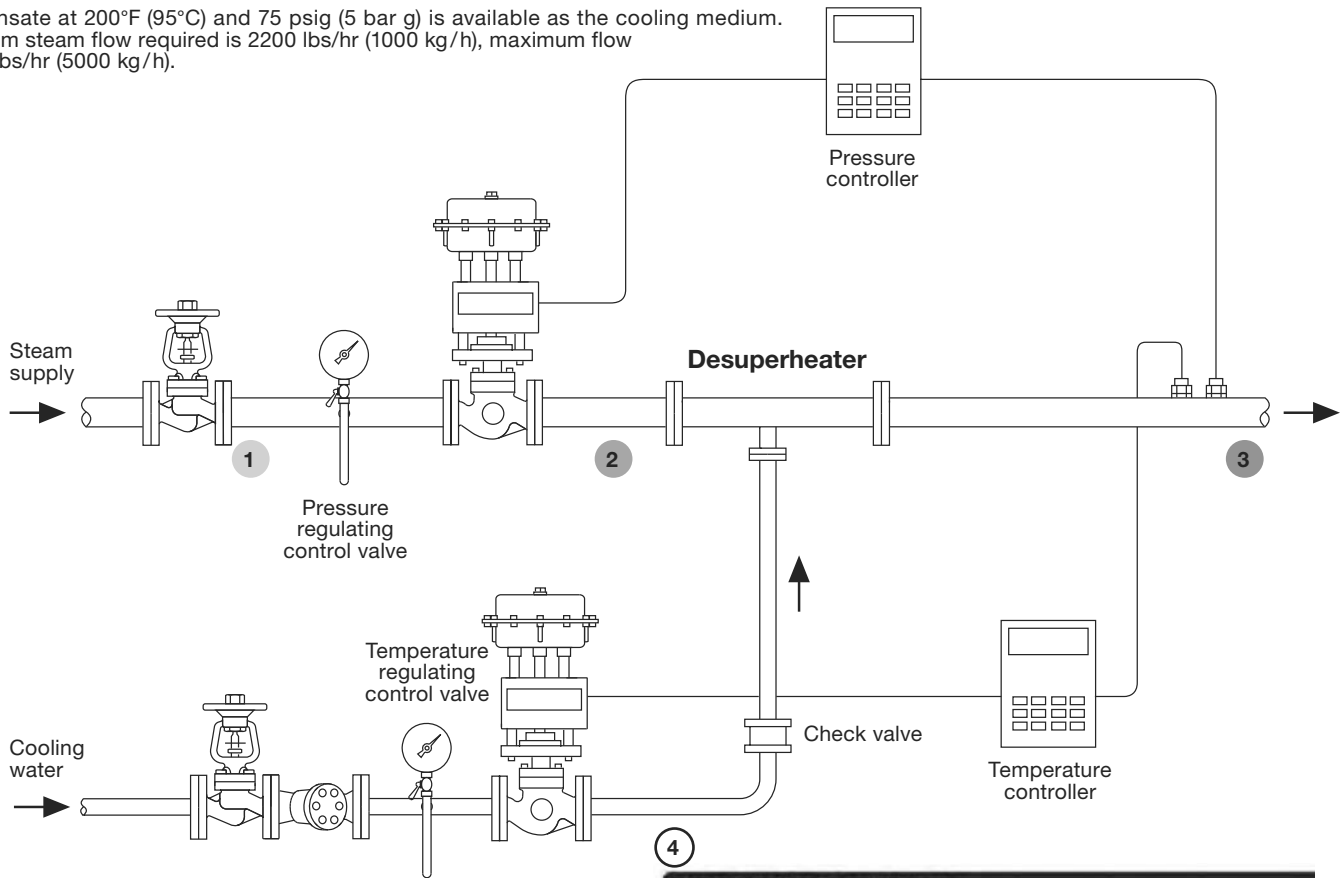 nsate at 200°F (95°C) and 75 psig (5 bar g) is available as the cooling medium.
m steam flow required is 2200 lbs/hr (1000 kg/h), maximum flow
bs/hr (5000 kg/h).
Pressure
controller
Steam
supply
Desuperheater
1
2
3
Pressure
regulating
control valve
Temperature
regulating
control valve
Cooling
water
Check valve
Temperature
controller
4